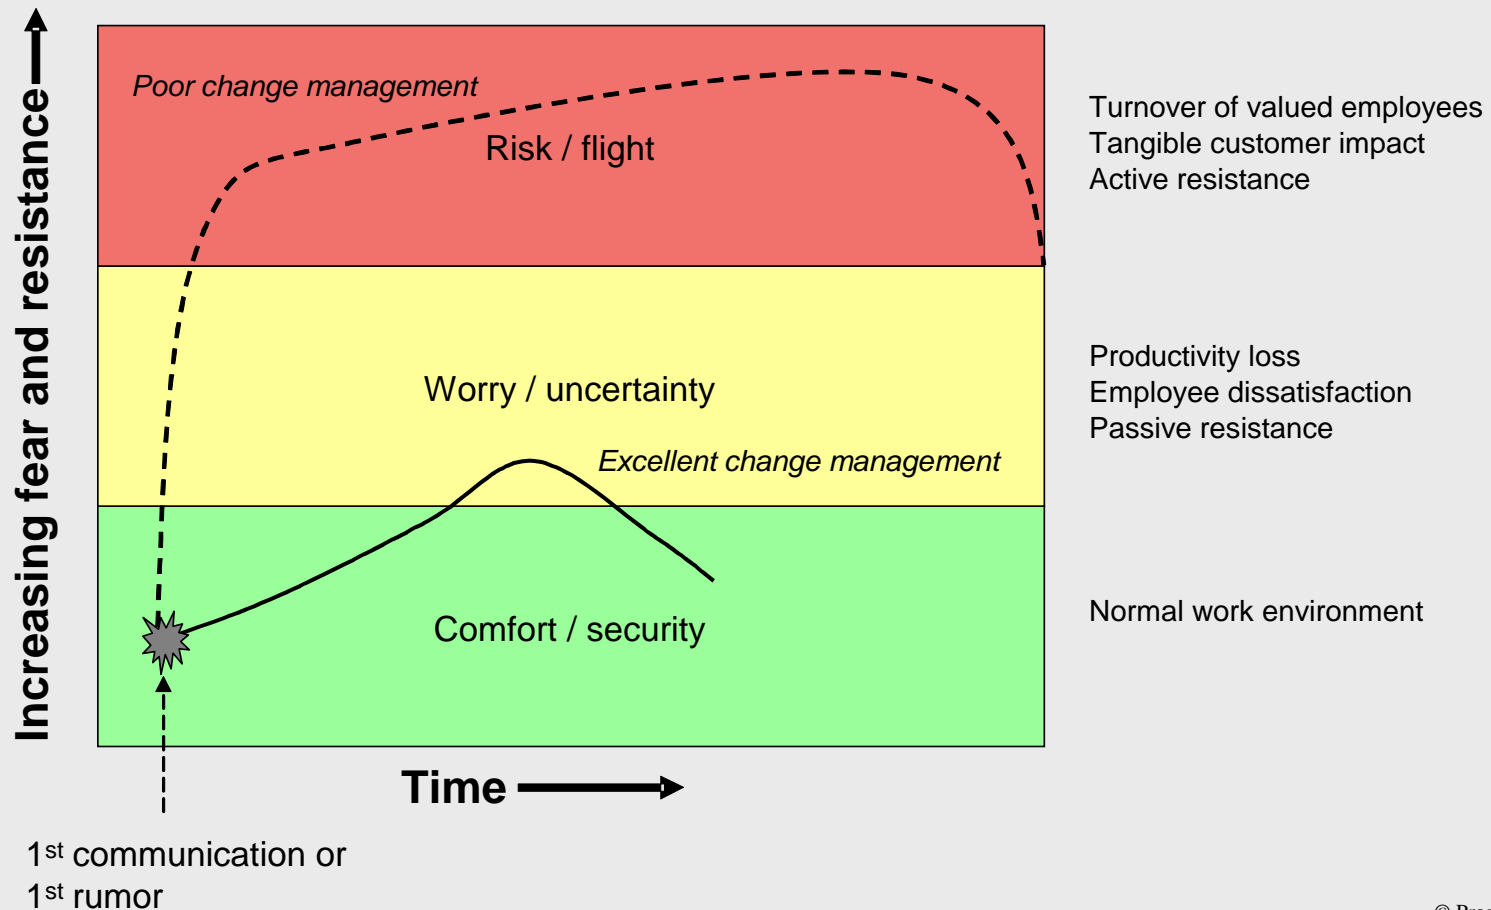 Increasing fear and resistance
Poor change management
Risk / flight
Turnover of valued employees
Tangible customer impact
Active resistance
Worry / uncertainty
Excellent change management
Productivity loss
Employee dissatisfaction
Passive resistance
Comfort / security
Normal work environment
Time
1st communication or
1st rumor
©